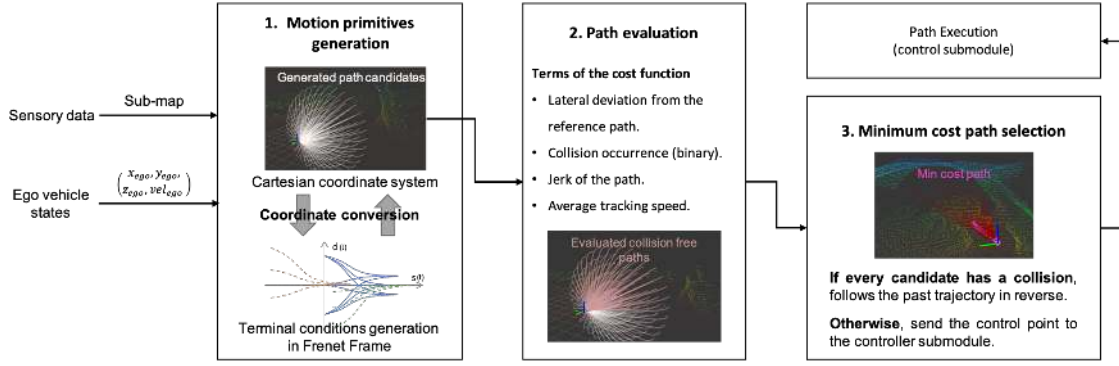 Sensory data
Sub-map
Ego vehicle
states
(x_ego, y_ego,
z_ego, vel_ego)
1. Motion primitives
generation
Generated path candidates
Cartesian coordinate system
Coordinate conversion
d(t)
s(t)
Terminal conditions generation
in Frenet Frame
2. Path evaluation
Terms of the cost function
• Lateral deviation from the
reference path.
• Collision occurrence (binary).
• Jerk of the path.
• Average tracking speed.
Evaluated collision free
paths
Path Execution
(control submodule)
3. Minimum cost path selection
Min cost path
If every candidate has a collision,
follows the past trajectory in reverse.
Otherwise, send the control point to
the controller submodule.